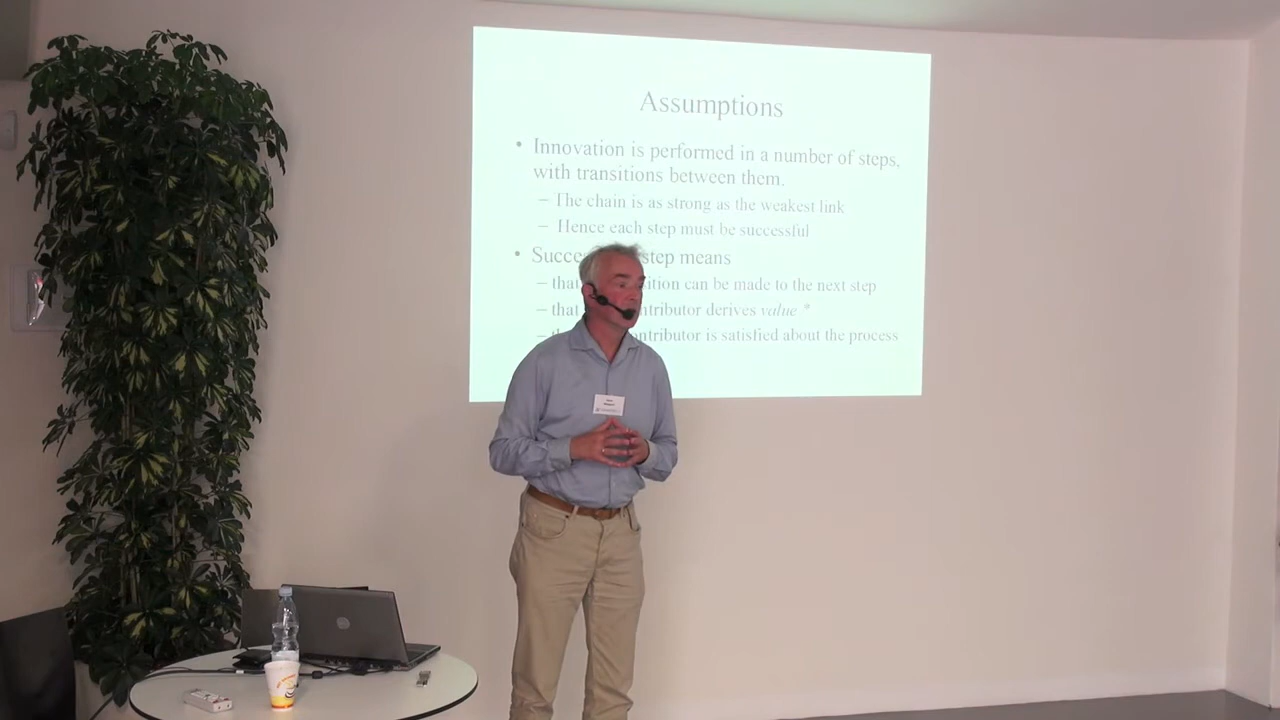 Assumptions
• Innovation is performed in a number of steps,
with transitions between them.
– The chain is as strong as the weakest link
– Hence each step must be successful
• Succe step means
– that ition can be made to the next step
– that ntributor derives value *
– th ontributor is satisfied about the process